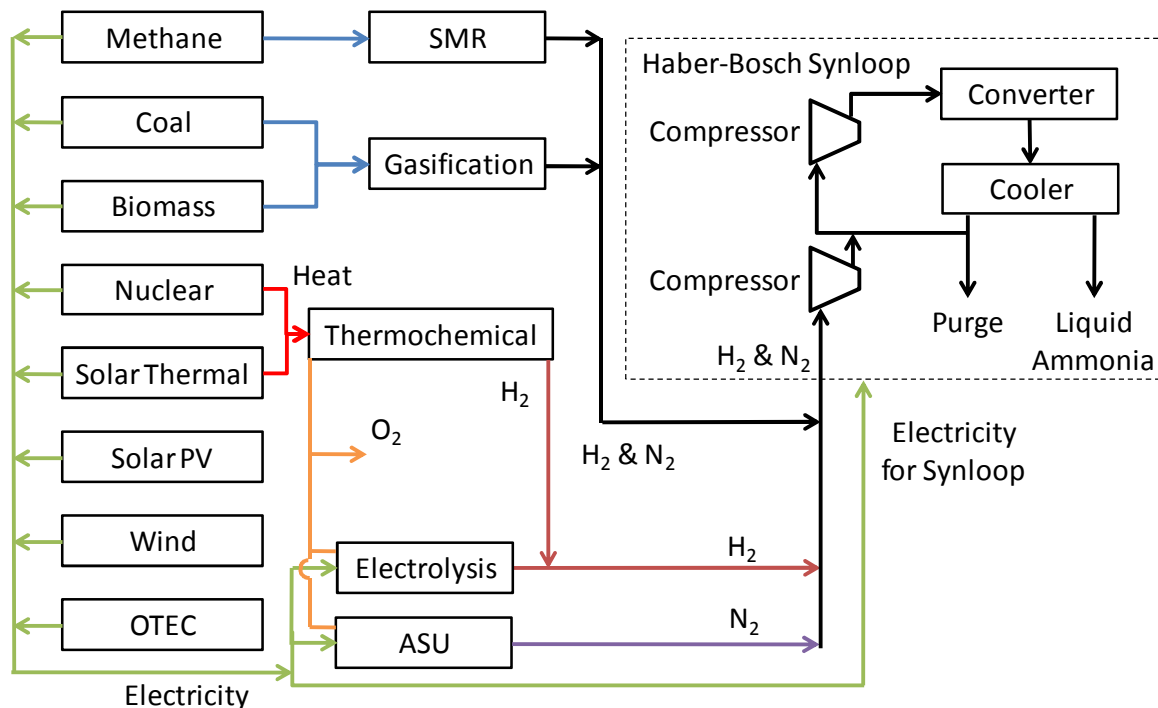 Methane
SMR
Haber-Bosch Synloop
Converter
Compressor
Coal
Gasification
Biomass
Cooler
Nuclear
Heat
Compressor
Thermochemical
Purge
Liquid
Ammonia
Solar Thermal
H₂
H₂ & N₂
O₂
H₂ & N₂
Electricity
for Synloop
Solar PV
Wind
Electrolysis
H₂
OTEC
ASU
N₂
Electricity